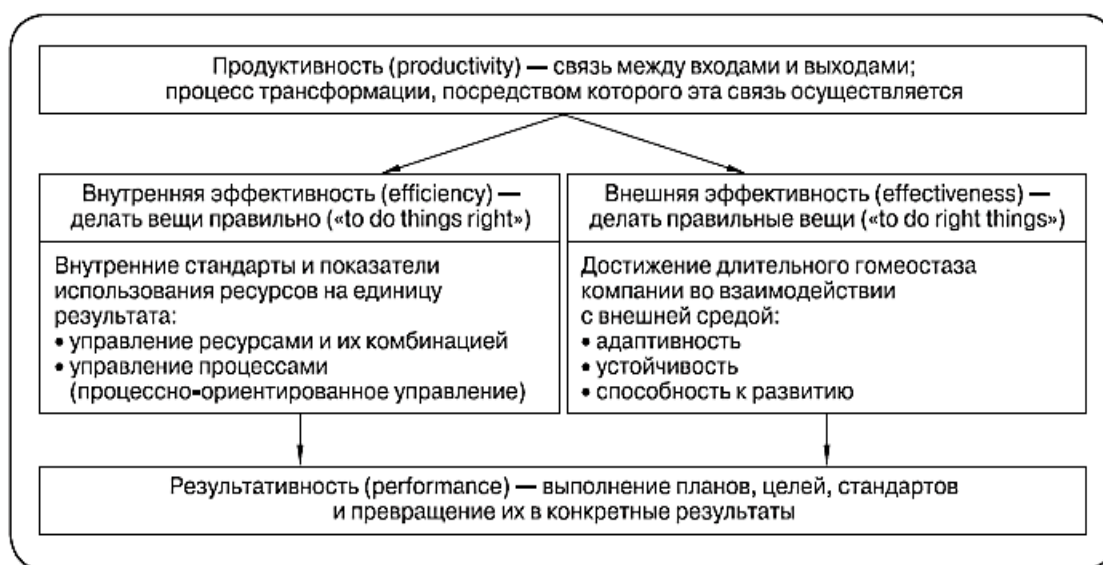 Продуктивность (productivity) — связь между входами и выходами;
процесс трансформации, посредством которого эта связь осуществляется
Внутренняя эффективность (efficiency) —
делать вещи правильно («to do things right»)
Внутренние стандарты и показатели
использования ресурсов на единицу
результата:
• управление ресурсами и их комбинацией
• управление процессами
(процессно-ориентированное управление)
Внешняя эффективность (effectiveness) —
делать правильные вещи («to do right things»)
Достижение длительного гомеостаза
компании во взаимодействии
с внешней средой:
• адаптивность
• устойчивость
• способность к развитию
Результативность (performance) — выполнение планов, целей, стандартов
и превращение их в конкретные результаты